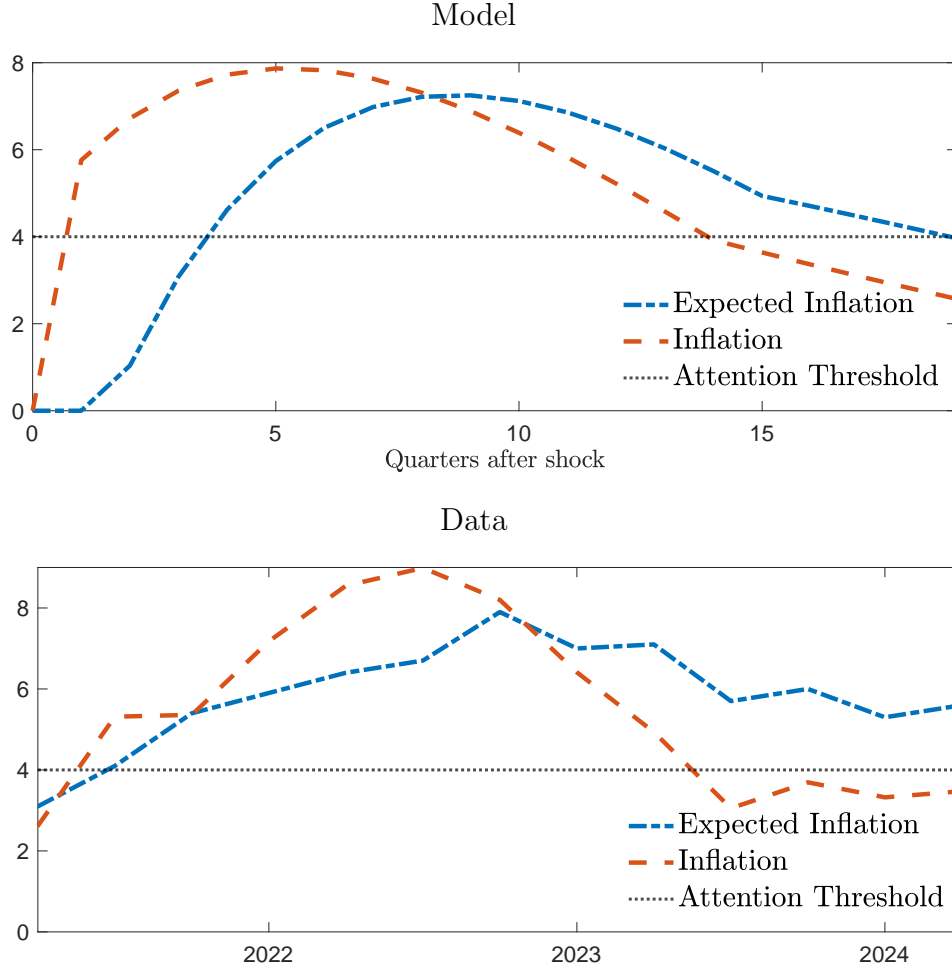 Model
8
6
4
2
0
Expected Inflation
Inflation
Attention Threshold
0 5 10 15
Quarters after shock
Data
8
6
4
2
0
Expected Inflation
Inflation
Attention Threshold
2022 2023 2024